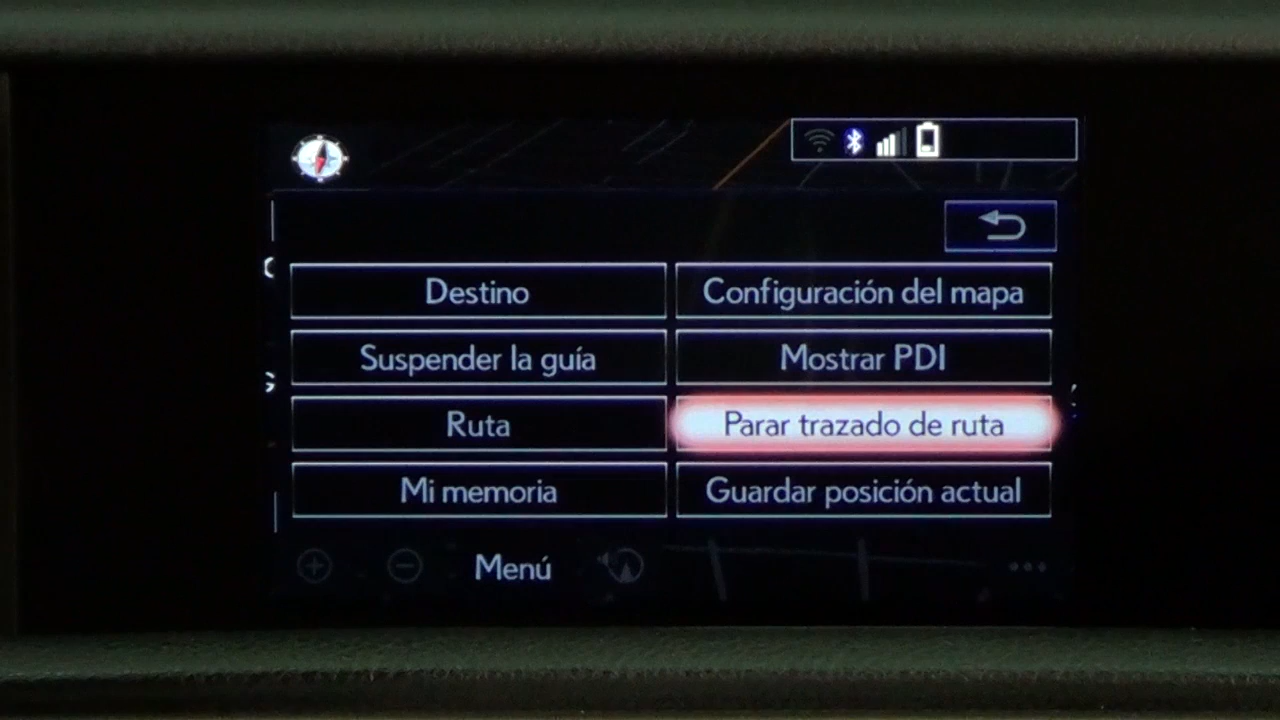 Destino
Configuración del mapa
Suspender la guía
Mostrar PDI
Ruta
Parar trazado de ruta
Mi memoria
Guardar posición actual
Menú